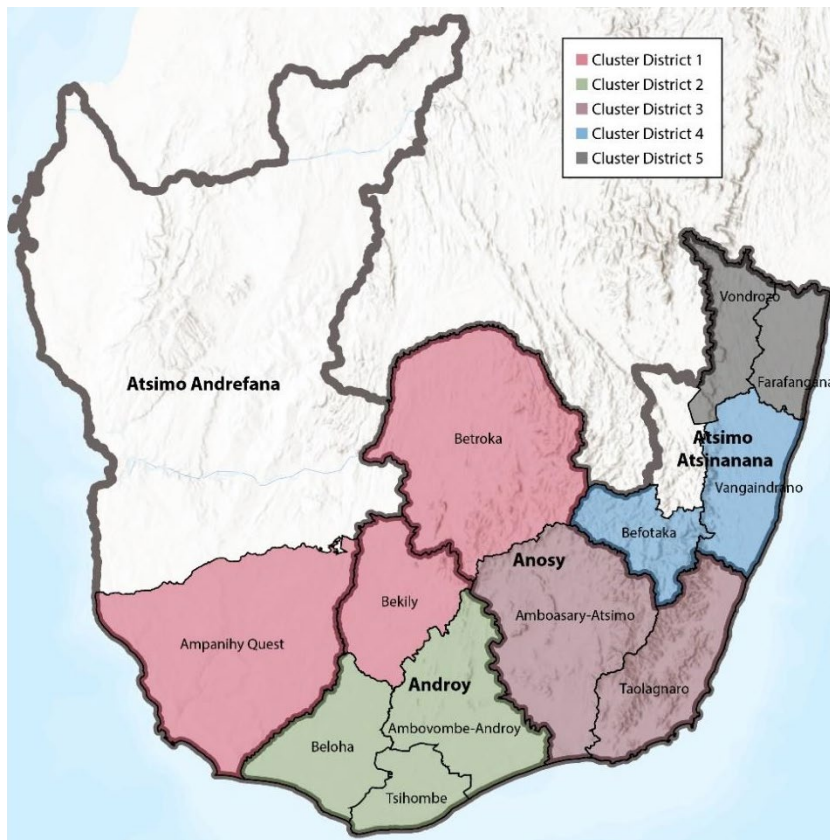 Cluster District 1
Cluster District 2
Cluster District 3
Cluster District 4
Cluster District 5
Vondrozo
Farafangana
Atsimo Andrefana
Betroka
Atsimo
Atsinanana
Vangaindrano
Befotaka
Anosy
Bekily
Amboasary-Atsimo
Ampanihy Quest
Androy
Taolagnaro
Ambovombe-Androy
Beloha
Tsihombe